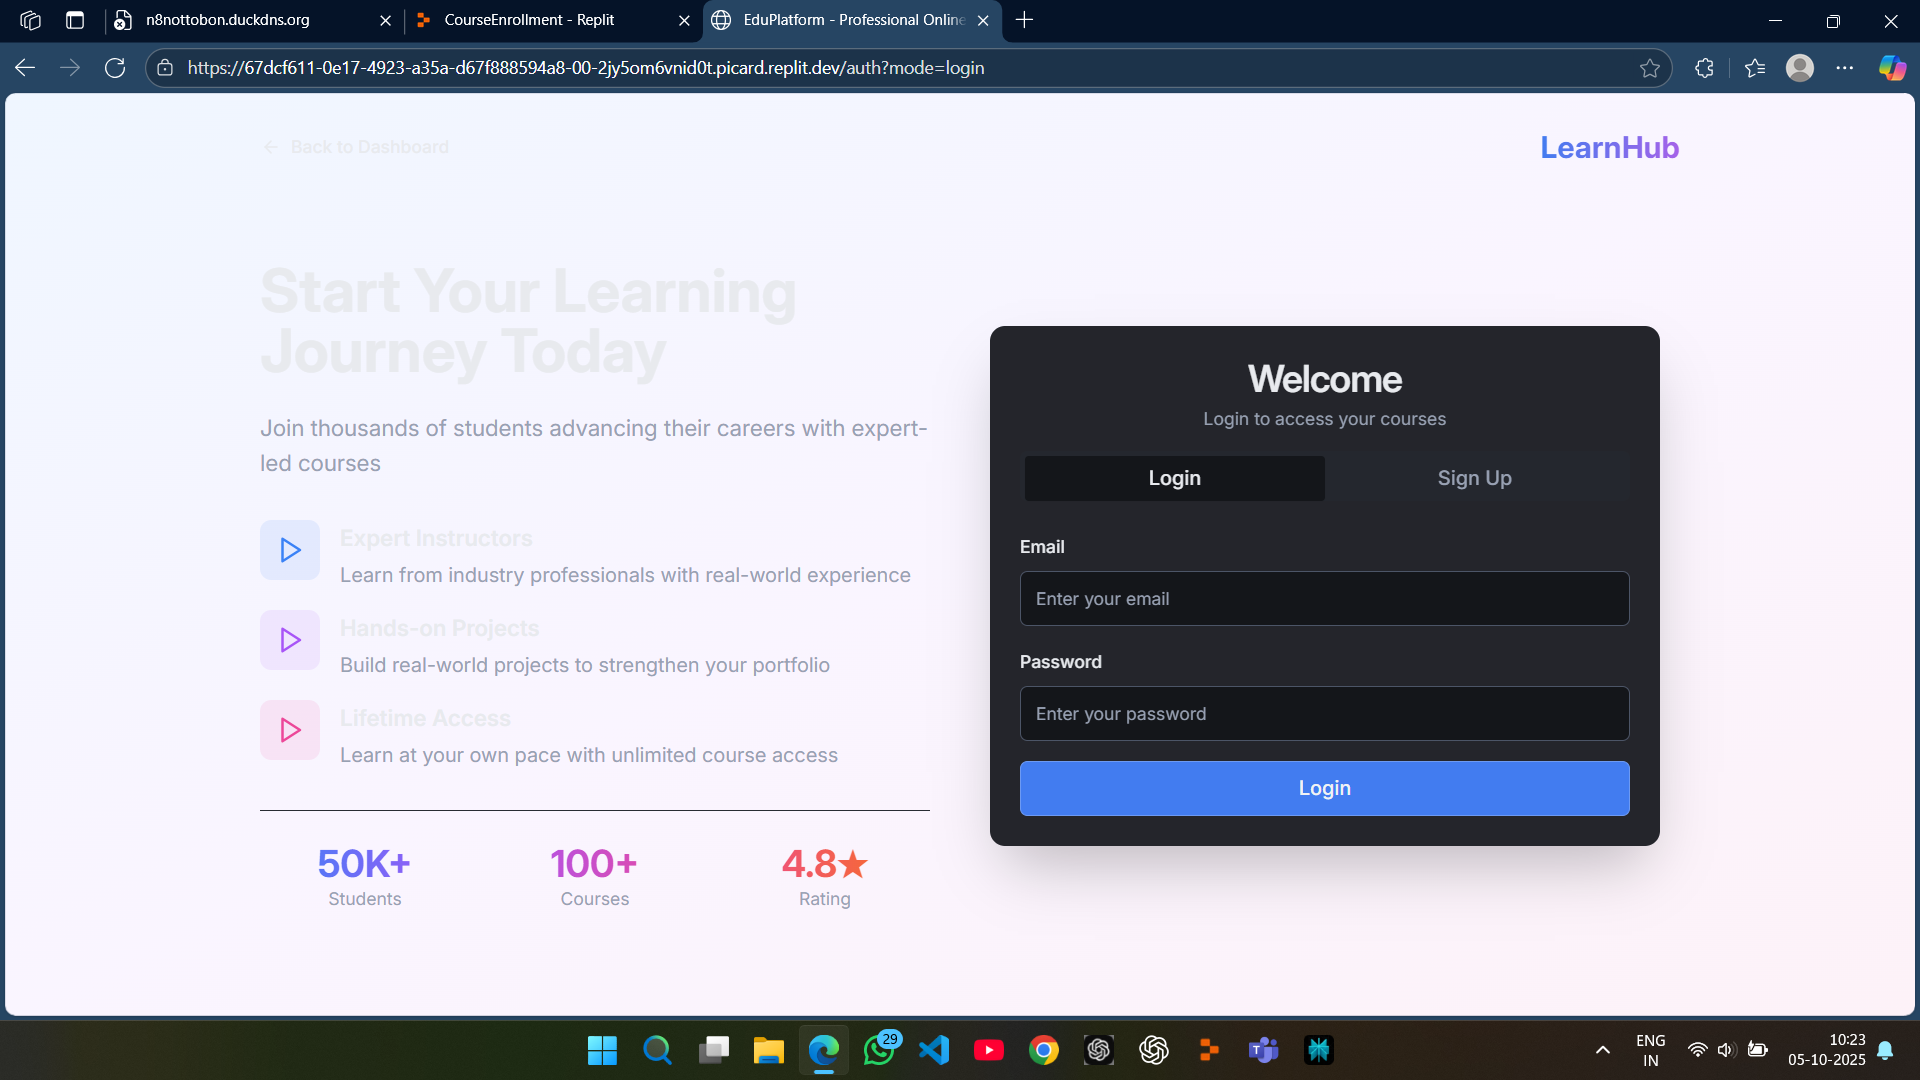 n8nottobon.duckdns.org
CourseEnrollment - Replit
EduPlatform - Professional Online
https://67dcf611-0e17-4923-a35a-d67f888594a8-00-2jy5om6vnid0t.picard.replit.dev/auth?mode=login
Back to Dashboard
LearnHub
Start Your Learning
Journey Today
Join thousands of students advancing their careers with expert-
led courses
Expert Instructors
Learn from industry professionals with real-world experience
Hands-on Projects
Build real-world projects to strengthen your portfolio
Lifetime Access
Learn at your own pace with unlimited course access
50K+
Students
100+
Courses
4.8★
Rating
Welcome
Login to access your courses
Login
Sign Up
Email
Enter your email
Password
Enter your password
Login
29
T
ENG
IN
10:23
05-10-2025